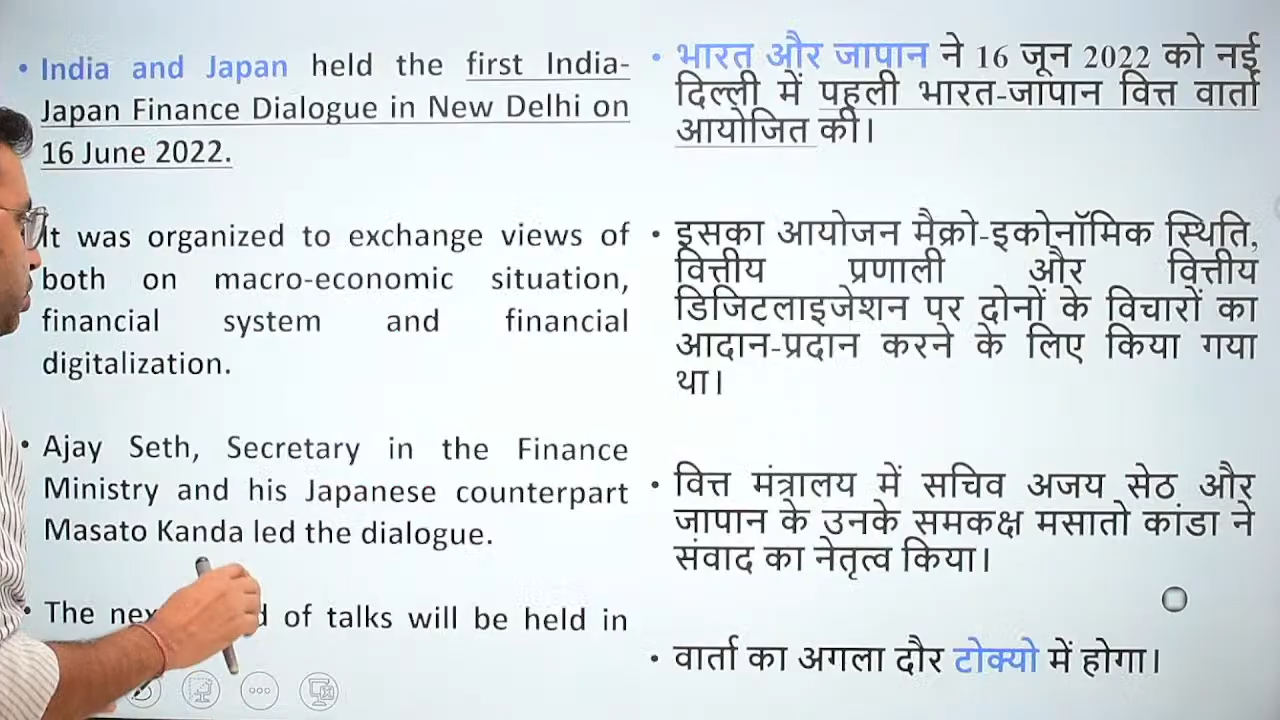 • India and Japan held the first India-
Japan Finance Dialogue in New Delhi on
16 June 2022.
It was organized to exchange views of
both on macro-economic situation,
financial system and financial
digitalization.
• Ajay Seth, Secretary in the Finance
Ministry and his Japanese counterpart
Masato Kanda led the dialogue.
• The of talks will be held in
• भारत और जापान ने 16 जून 2022 को नई
दिल्ली में पहली भारत-जापान वित्त वार्ता
आयोजित की।
• इसका आयोजन मैक्रो-इकोनॉमिक स्थिति,
वित्तीय प्रणाली और वित्तीय
डिजिटलाइजेशन पर दोनों के विचारों का
आदान-प्रदान करने के लिए किया गया
था।
• वित्त मंत्रालय में सचिव अजय सेठ और
जापान के उनके समकक्ष मसातो कांडा ने
संवाद का नेतृत्व किया।
• वार्ता का अगला दौर टोक्यो में होगा।